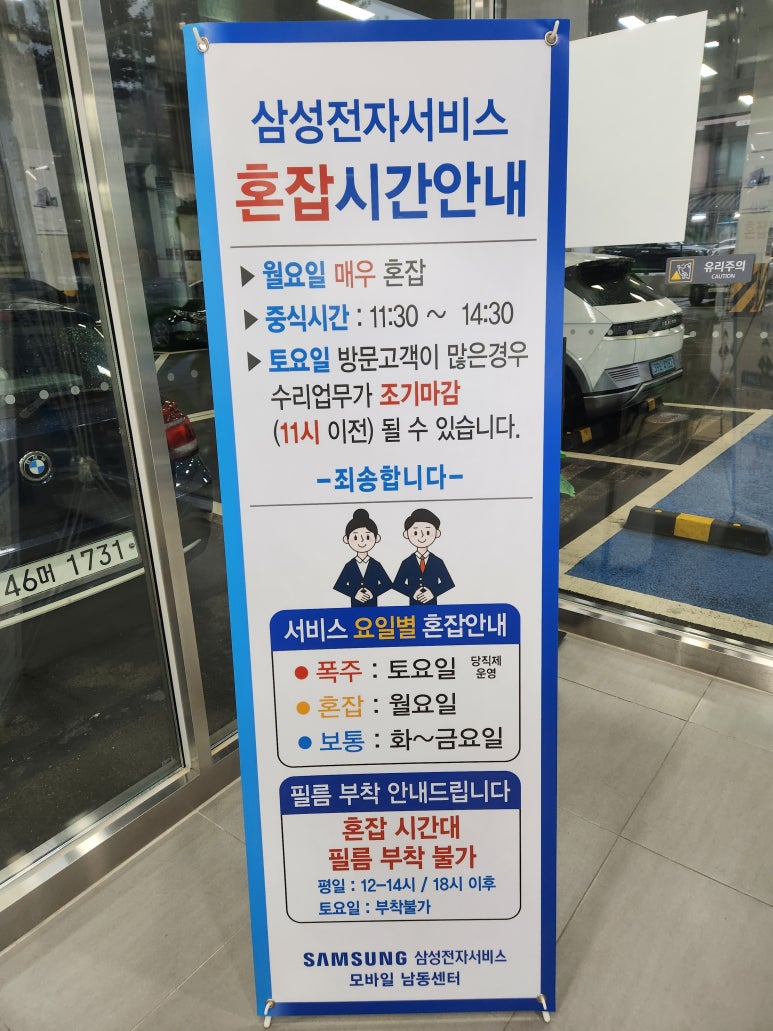 삼성전자서비스
혼잡시간안내
▶ 월요일 매우 혼잡
▶ 중식시간 : 11:30 ~ 14:30
▶ 토요일 방문고객이 많은경우
수리업무가 조기마감
(11시 이전) 될 수 있습니다.
-죄송합니다-
서비스 요일별 혼잡안내
● 폭주 : 토요일 당직제
운영
● 혼잡 : 월요일
● 보통 : 화~금요일
필름 부착 안내드립니다
혼잡 시간대
필름 부착 불가
평일 : 12-14시 / 18시 이후
토요일 : 부착불가
SAMSUNG 삼성전자서비스
모바일 남동센터
유리주의
CAUTION
46머 1731